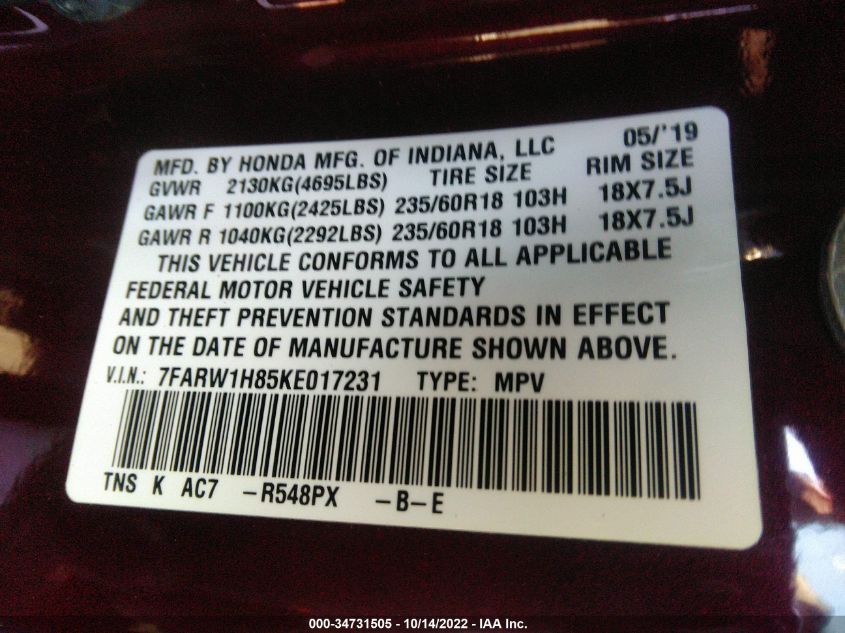 MFD. BY HONDA MFG. OF INDIANA, LLC 05/'19
GVWR 2130KG(4695LBS) TIRE SIZE RIM SIZE
GAWR F 1100KG(2425LBS) 235/60R18 103H 18X7.5J
GAWR R 1040KG(2292LBS) 235/60R18 103H 18X7.5J
THIS VEHICLE CONFORMS TO ALL APPLICABLE
FEDERAL MOTOR VEHICLE SAFETY
AND THEFT PREVENTION STANDARDS IN EFFECT
ON THE DATE OF MANUFACTURE SHOWN ABOVE.
V.I.N.: 7FARW1H85KE017231 TYPE: MPV
TNS K AC7 -R548PX -B-E
000-34731505 - 10/14/2022 - IAA Inc.